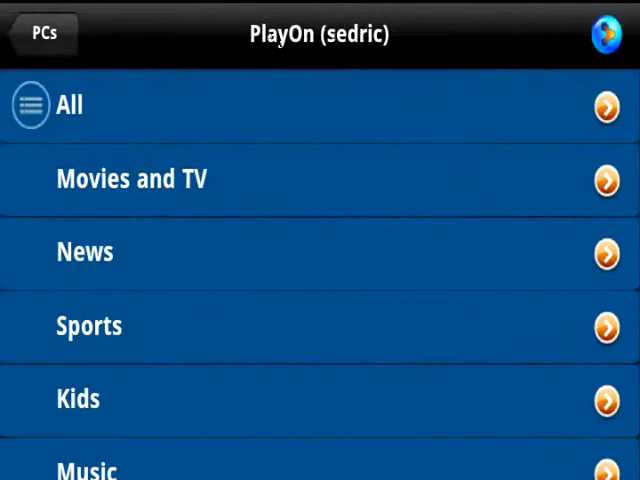 PCs
PlayOn (sedric)
All
Movies and TV
News
Sports
Kids
Music